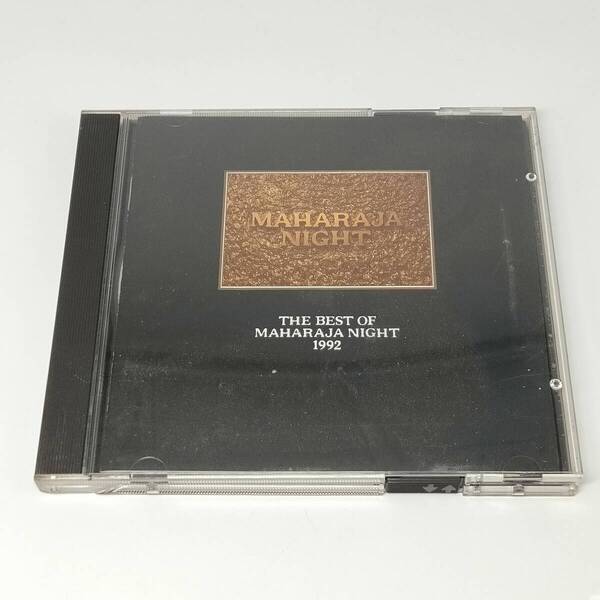 MAHARAJA
NIGHT
THE BEST OF
MAHARAJA NIGHT
1992